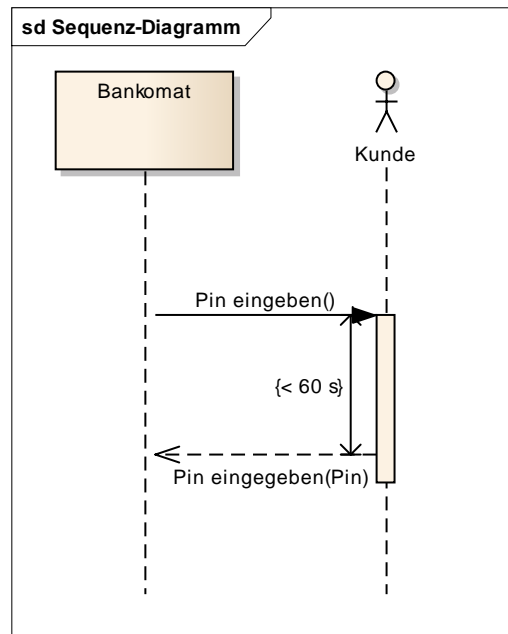 sd Sequenz-Diagramm
Bankomat
Kunde
Pin eingeben()
{< 60 s}
Pin eingegeben(Pin)